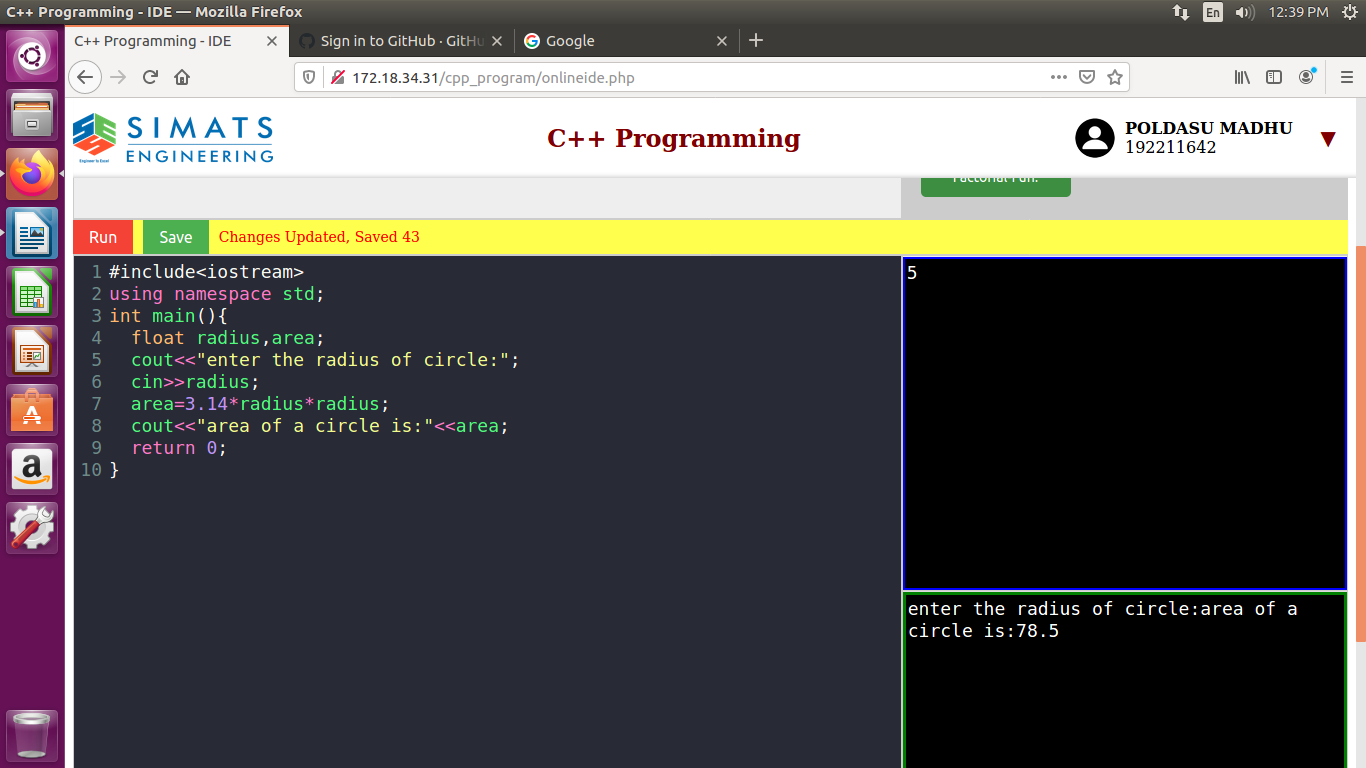 C++ Programming - IDE — Mozilla Firefox
En
12:39 PM
C++ Programming - IDE
Sign in to GitHub · GitHu
Google
172.18.34.31/cpp_program/onlineide.php
SIMATS
ENGINEERING
Engineer to Excel
C++ Programming
POLDASU MADHU
192211642
Factorial Fun.
Run
Save
Changes Updated, Saved 43
1 #include<iostream>
2 using namespace std;
3 int main(){
4 float radius,area;
5 cout<<"enter the radius of circle:";
6 cin>>radius;
7 area=3.14*radius*radius;
8 cout<<"area of a circle is:"<<area;
9 return 0;
10 }
5
enter the radius of circle:area of a
circle is:78.5